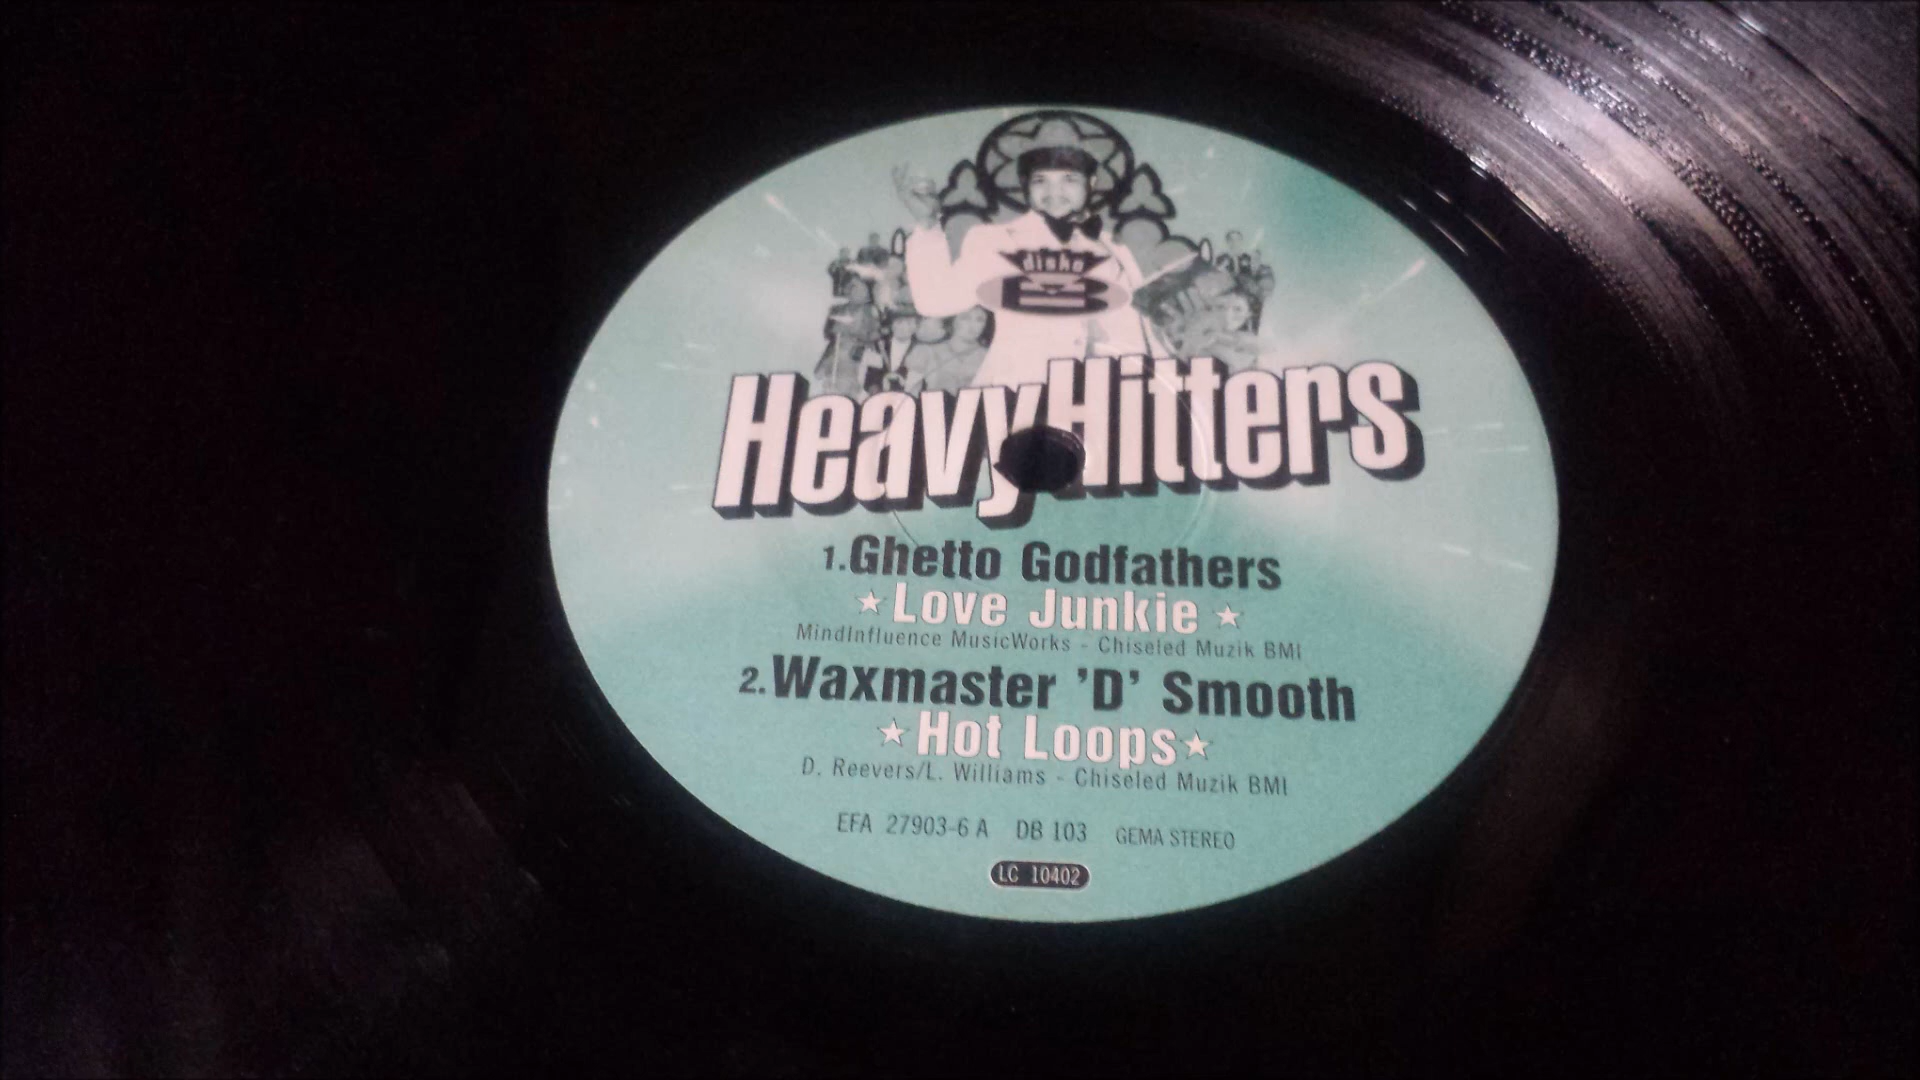 disko
B
HeavyHitters
1.Ghetto Godfathers
★Love Junkie ★
MindInfluence MusicWorks - Chiseled Muzik BMI
2.Waxmaster 'D' Smooth
★Hot Loops★
D. Reevers/L. Williams - Chiseled Muzik BMI
EFA 27903-6 A DB 103 GEMA STEREO
LC 10402